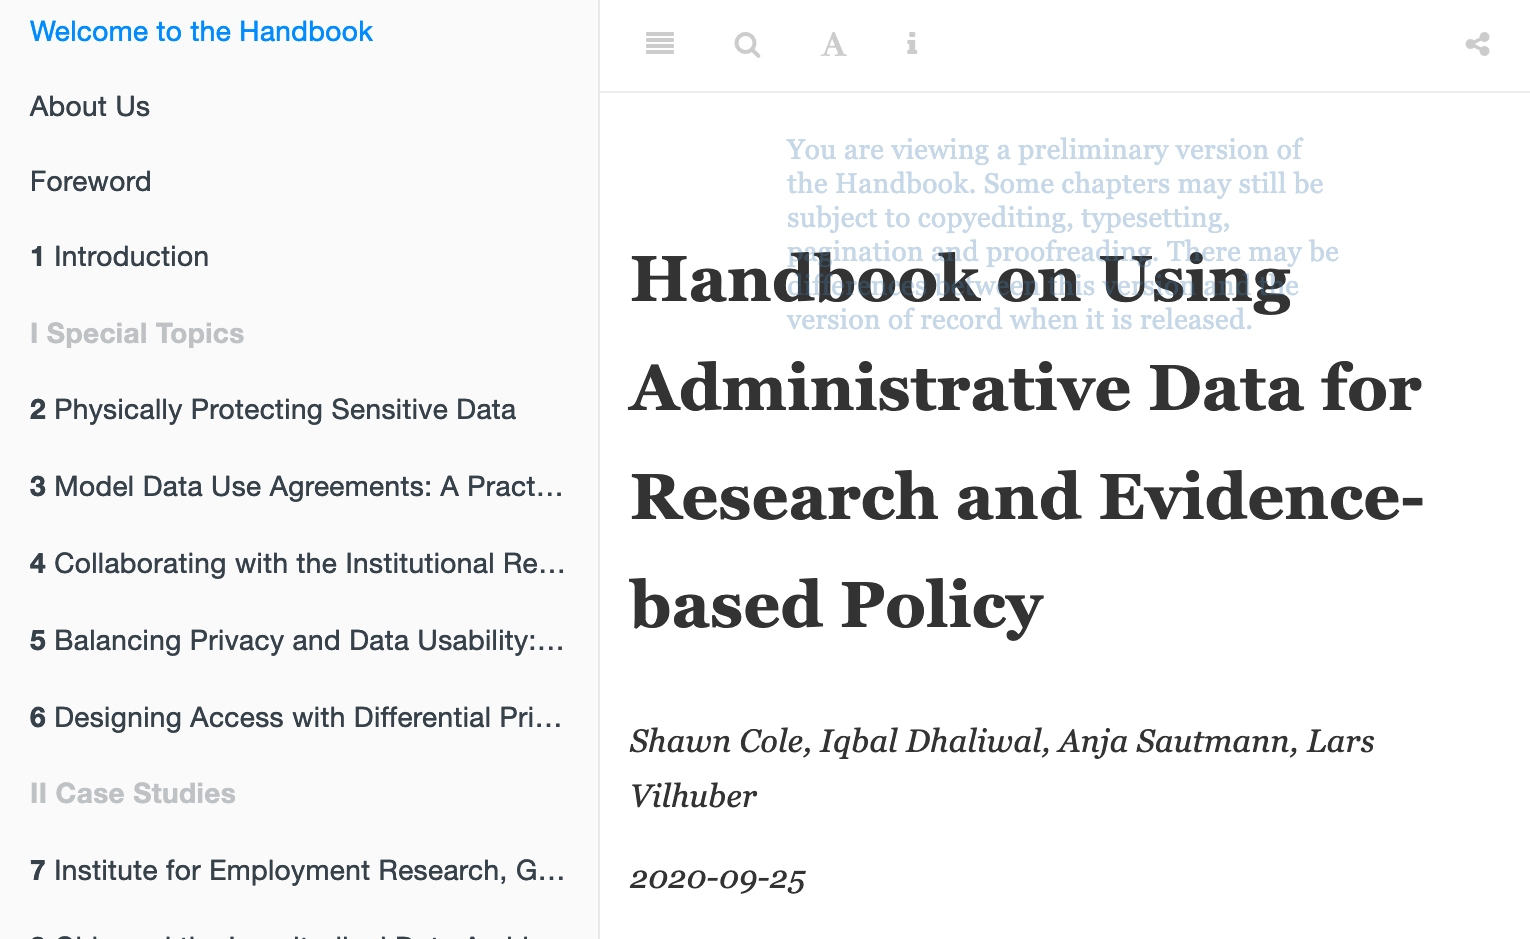 Welcome to the Handbook
About Us
Foreword
1 Introduction
I Special Topics
2 Physically Protecting Sensitive Data
3 Model Data Use Agreements: A Pract...
4 Collaborating with the Institutional Re...
5 Balancing Privacy and Data Usability:...
6 Designing Access with Differential Pri...
II Case Studies
7 Institute for Employment Research, G...
You are viewing a preliminary version of
the Handbook. Some chapters may still be
subject to copyediting, typesetting,
pagination and proofreading. There may be
differences between this version and the
version of record when it is released.
Handbook on Using
Administrative Data for
Research and Evidence-
based Policy
Shawn Cole, Iqbal Dhaliwal, Anja Sautmann, Lars
Vilhuber
2020-09-25